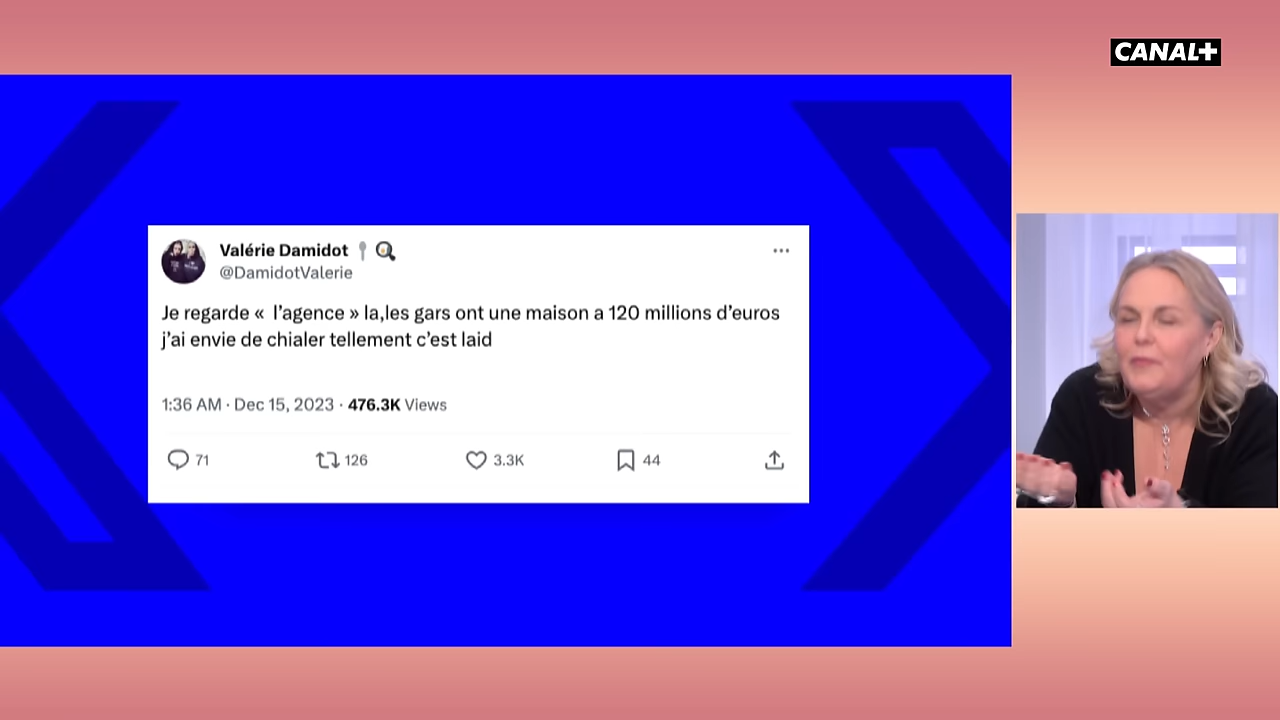 CANAL+
Valérie Damidot
@DamidotValerie
Je regarde « l’agence » la,les gars ont une maison a 120 millions d’euros
j’ai envie de chialer tellement c’est laid
1:36 AM · Dec 15, 2023 · 476.3K Views
71 126 3.3K 44